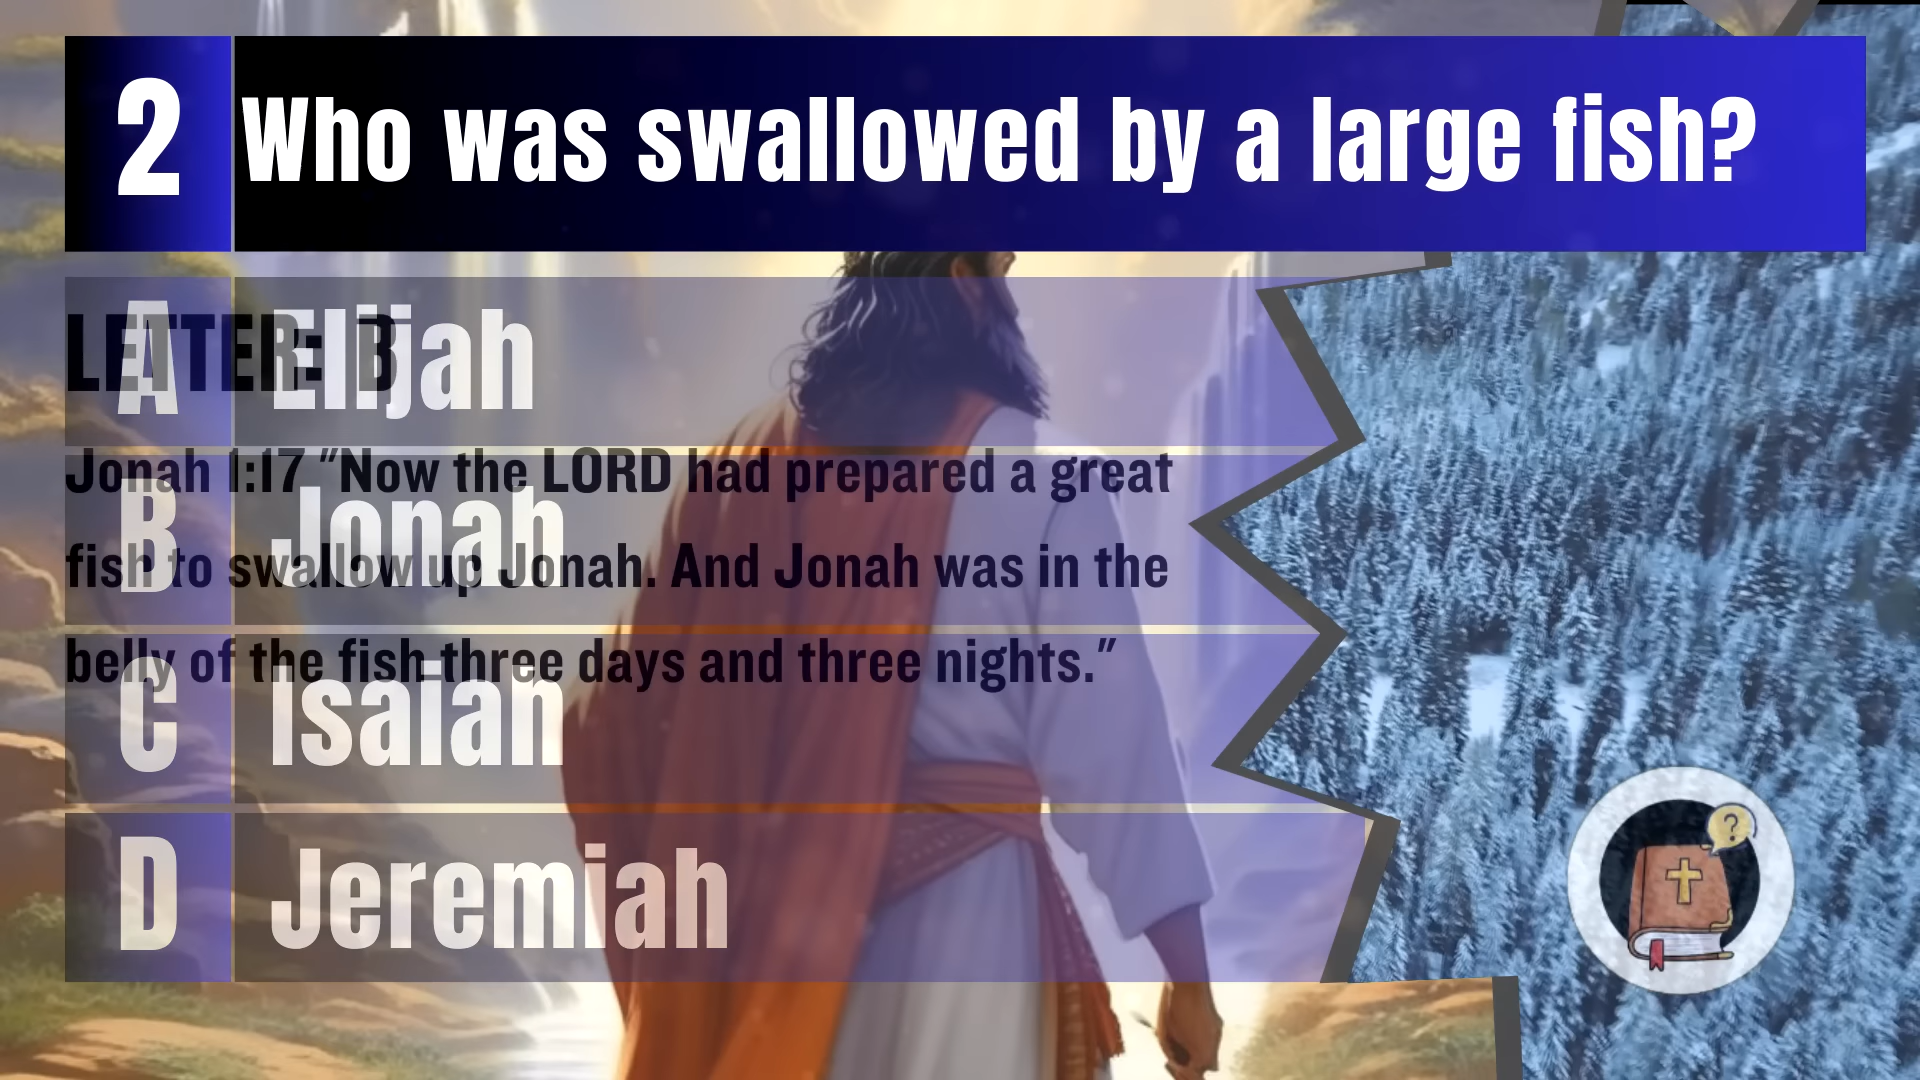 2 Who was swallowed by a large fish?
LETTER: B
A Elijah
Jonah 1:17 "Now the LORD had prepared a great
B Jonah
fish to swallow up Jonah. And Jonah was in the
belly of the fish three days and three nights."
C Isaiah
D Jeremiah
?